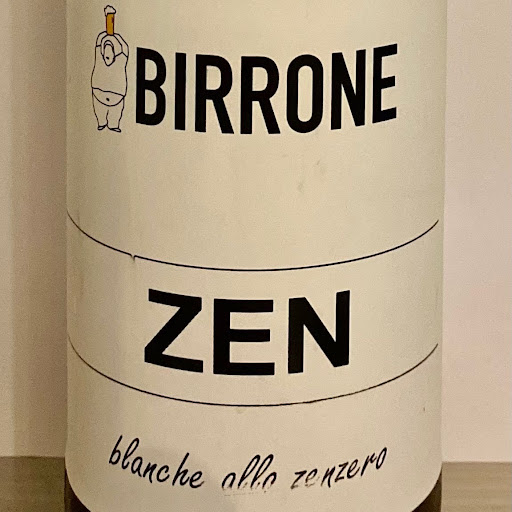 BIRRONE
ZEN
blanche allo zenzero